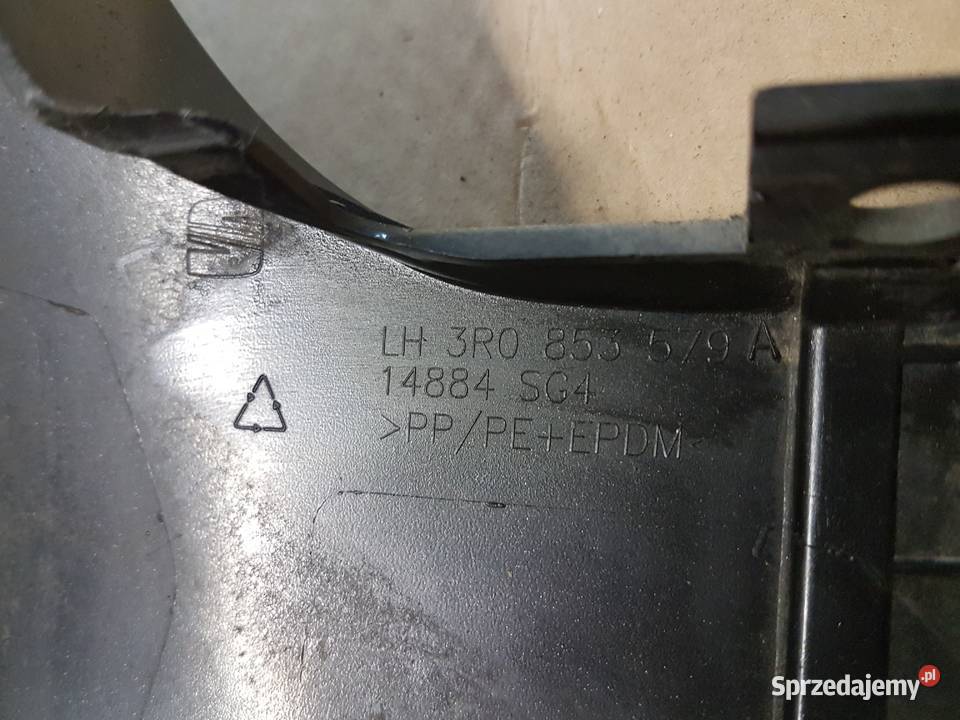 LH 3R0 853 579 A
14884 SG4
>PP/PE+EPDM<
Sprzedajemy.pl